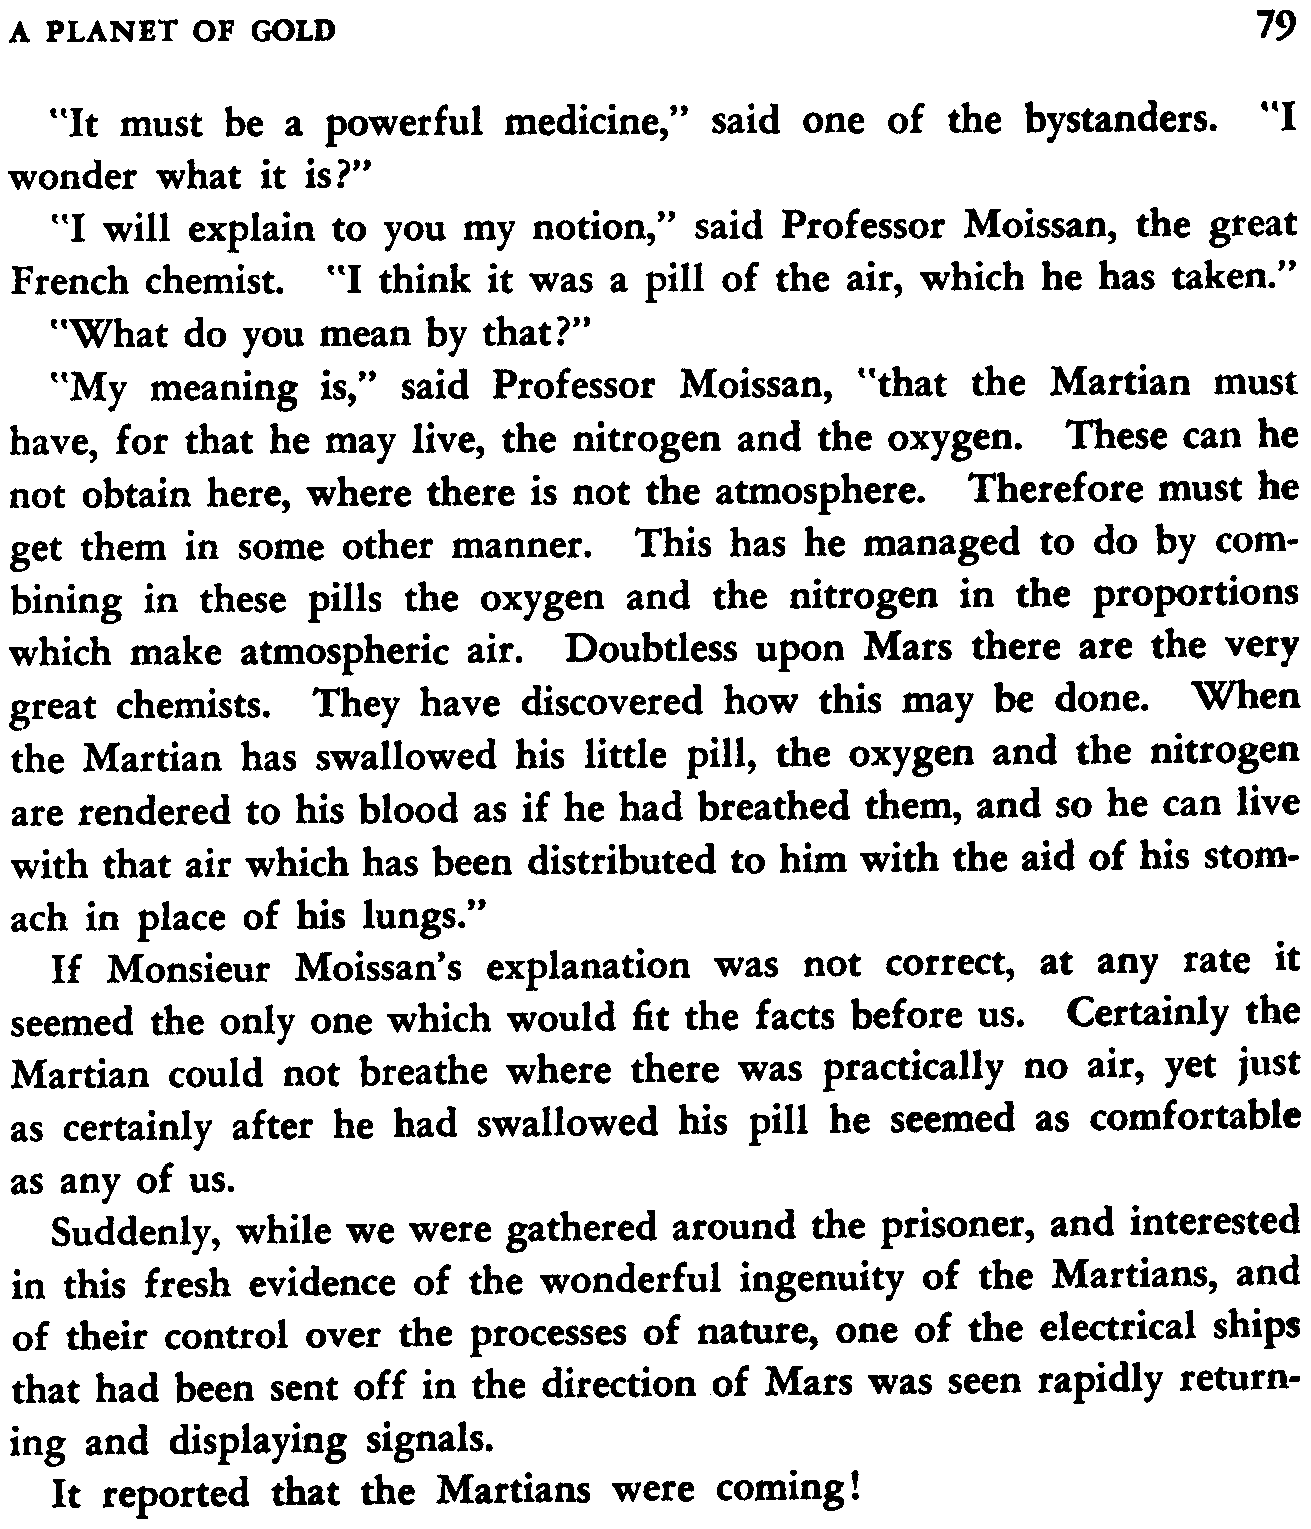 A PLANET OF GOLD 79
"It must be a powerful medicine," said one of the bystanders. "I
wonder what it is?"
"I will explain to you my notion," said Professor Moissan, the great
French chemist. "I think it was a pill of the air, which he has taken."
"What do you mean by that?"
"My meaning is," said Professor Moissan, "that the Martian must
have, for that he may live, the nitrogen and the oxygen. These can he
not obtain here, where there is not the atmosphere. Therefore must he
get them in some other manner. This has he managed to do by com-
bining in these pills the oxygen and the nitrogen in the proportions
which make atmospheric air. Doubtless upon Mars there are the very
great chemists. They have discovered how this may be done. When
the Martian has swallowed his little pill, the oxygen and the nitrogen
are rendered to his blood as if he had breathed them, and so he can live
with that air which has been distributed to him with the aid of his stom-
ach in place of his lungs."
If Monsieur Moissan's explanation was not correct, at any rate it
seemed the only one which would fit the facts before us. Certainly the
Martian could not breathe where there was practically no air, yet just
as certainly after he had swallowed his pill he seemed as comfortable
as any of us.
Suddenly, while we were gathered around the prisoner, and interested
in this fresh evidence of the wonderful ingenuity of the Martians, and
of their control over the processes of nature, one of the electrical ships
that had been sent off in the direction of Mars was seen rapidly return-
ing and displaying signals.
It reported that the Martians were coming!